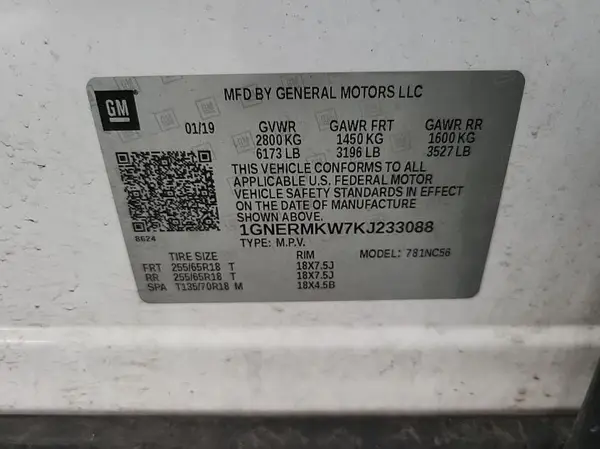 GM
MFD BY GENERAL MOTORS LLC
01/19 GVWR GAWR FRT GAWR RR
2800 KG 1450 KG 1600 KG
6173 LB 3196 LB 3527 LB
THIS VEHICLE CONFORMS TO ALL
APPLICABLE U.S. FEDERAL MOTOR
VEHICLE SAFETY STANDARDS IN EFFECT
ON THE DATE OF MANUFACTURE
SHOWN ABOVE.
8624 1GNERMKW7KJ233088
TYPE: M.P.V. MODEL: 781NC56
TIRE SIZE RIM
FRT 255/65R18 T 18X7.5J
RR 255/65R18 T 18X7.5J
SPA T135/70R18 M 18X4.5B